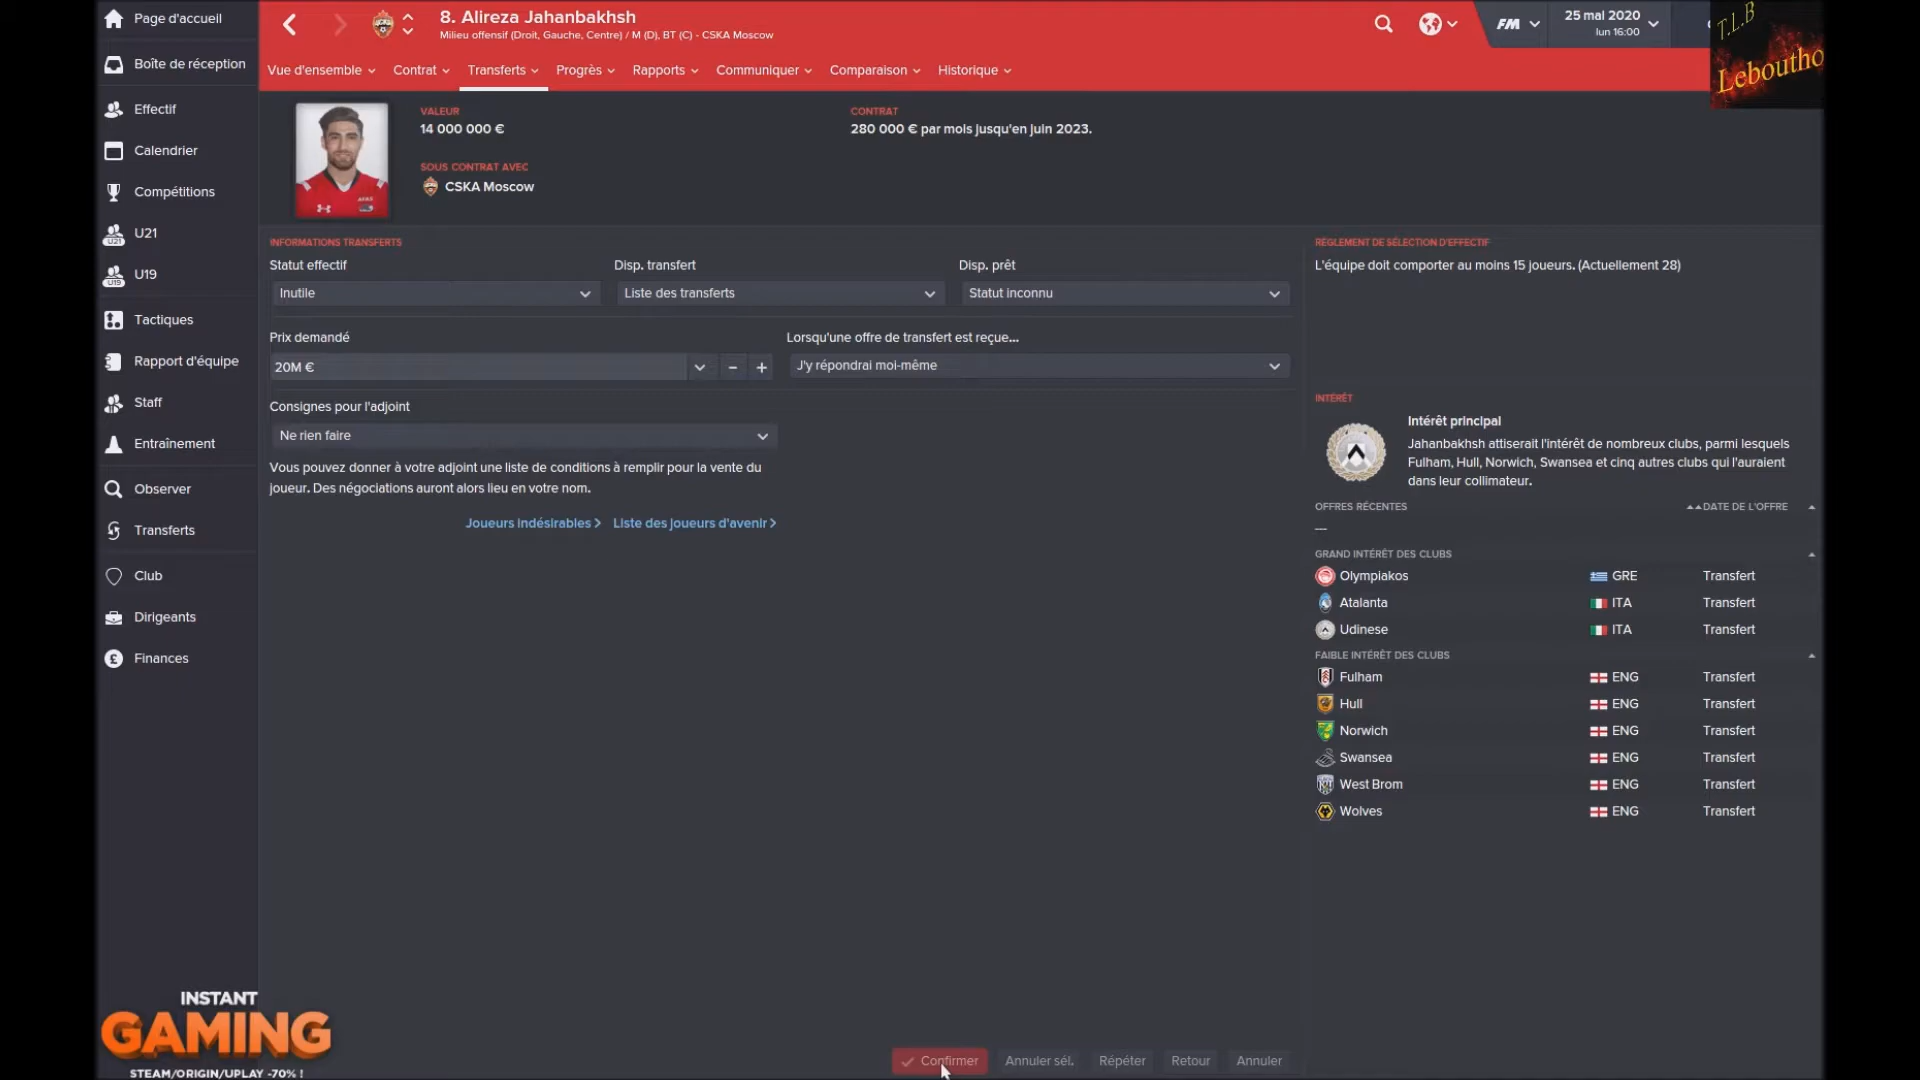 Page d'accueil
Boîte de réception
Effectif
Calendrier
Compétitions
U21
U21
U19
U19
Tactiques
Rapport d'équipe
Staff
Entraînement
Observer
Transferts
Club
Dirigeants
Finances
8. Alireza Jahanbakhsh
Milieu offensif (Droit, Gauche, Centre) / M (D), BT (C) - CSKA Moscow
FM
25 mai 2020
lun 16:00
T.L.B
Leboutho
Vue d'ensemble
Contrat
Transferts
Progrès
Rapports
Communiquer
Comparaison
Historique
VALEUR
14 000 000 €
SOUS CONTRAT AVEC
CSKA Moscow
CONTRAT
280 000 € par mois jusqu'en juin 2023.
INFORMATIONS TRANSFERTS
Statut effectif
Disp. transfert
Disp. prêt
Inutile
Liste des transferts
Statut inconnu
Prix demandé
Lorsqu'une offre de transfert est reçue...
20M €
J'y répondrai moi-même
Consignes pour l'adjoint
Ne rien faire
Vous pouvez donner à votre adjoint une liste de conditions à remplir pour la vente du
joueur. Des négociations auront alors lieu en votre nom.
Joueurs indésirables >
Liste des joueurs d'avenir >
RÈGLEMENT DE SÉLECTION D'EFFECTIF
L'équipe doit comporter au moins 15 joueurs. (Actuellement 28)
INTÉRÊT
Intérêt principal
Jahanbakhsh attiserait l'intérêt de nombreux clubs, parmi lesquels
Fulham, Hull, Norwich, Swansea et cinq autres clubs qui l'auraient
dans leur collimateur.
OFFRES RÉCENTES
DATE DE L'OFFRE
---
GRAND INTÉRÊT DES CLUBS
Olympiakos GRE Transfert
Atalanta ITA Transfert
Udinese ITA Transfert
FAIBLE INTÉRÊT DES CLUBS
Fulham ENG Transfert
Hull ENG Transfert
Norwich ENG Transfert
Swansea ENG Transfert
West Brom ENG Transfert
Wolves ENG Transfert
Confirmer
Annuler sél.
Répéter
Retour
Annuler
INSTANT
GAMING
STEAM/ORIGIN/UPLAY -70% !